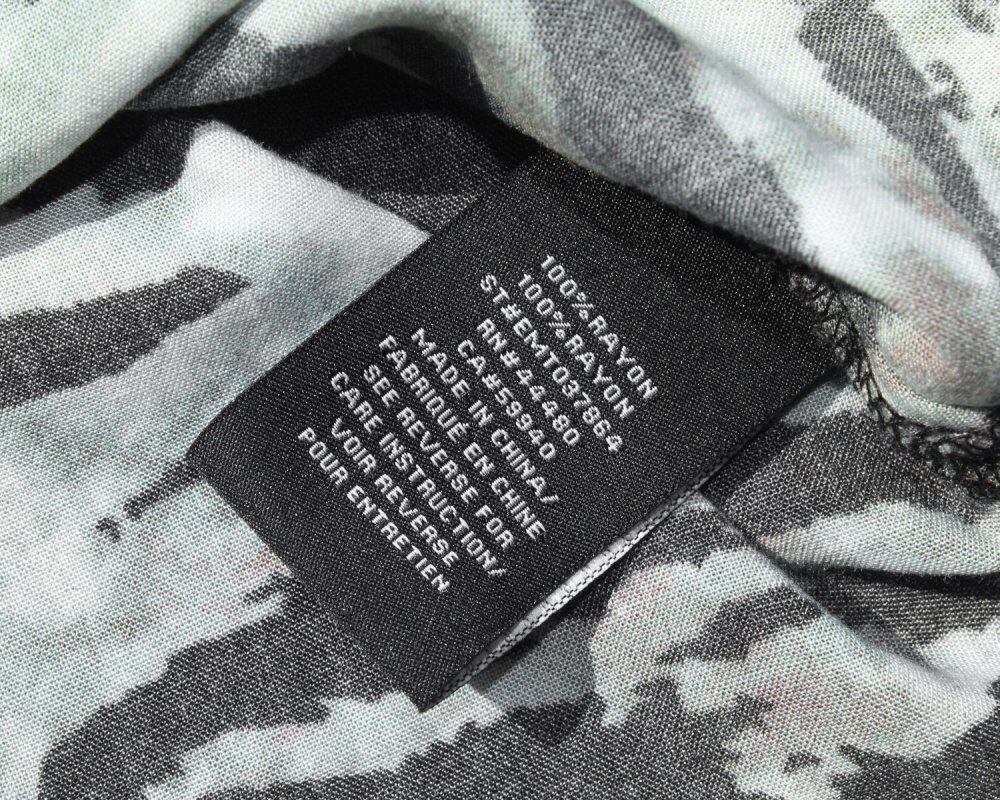 100%RAYON
100%RAYON
ST#EMT037864
RN#44480
CA#59940
MADE IN CHINA/
FABRIQUÉ EN CHINE
SEE REVERSE FOR
CARE INSTRUCTION/
VOIR REVERSE
POUR ENTRETIEN